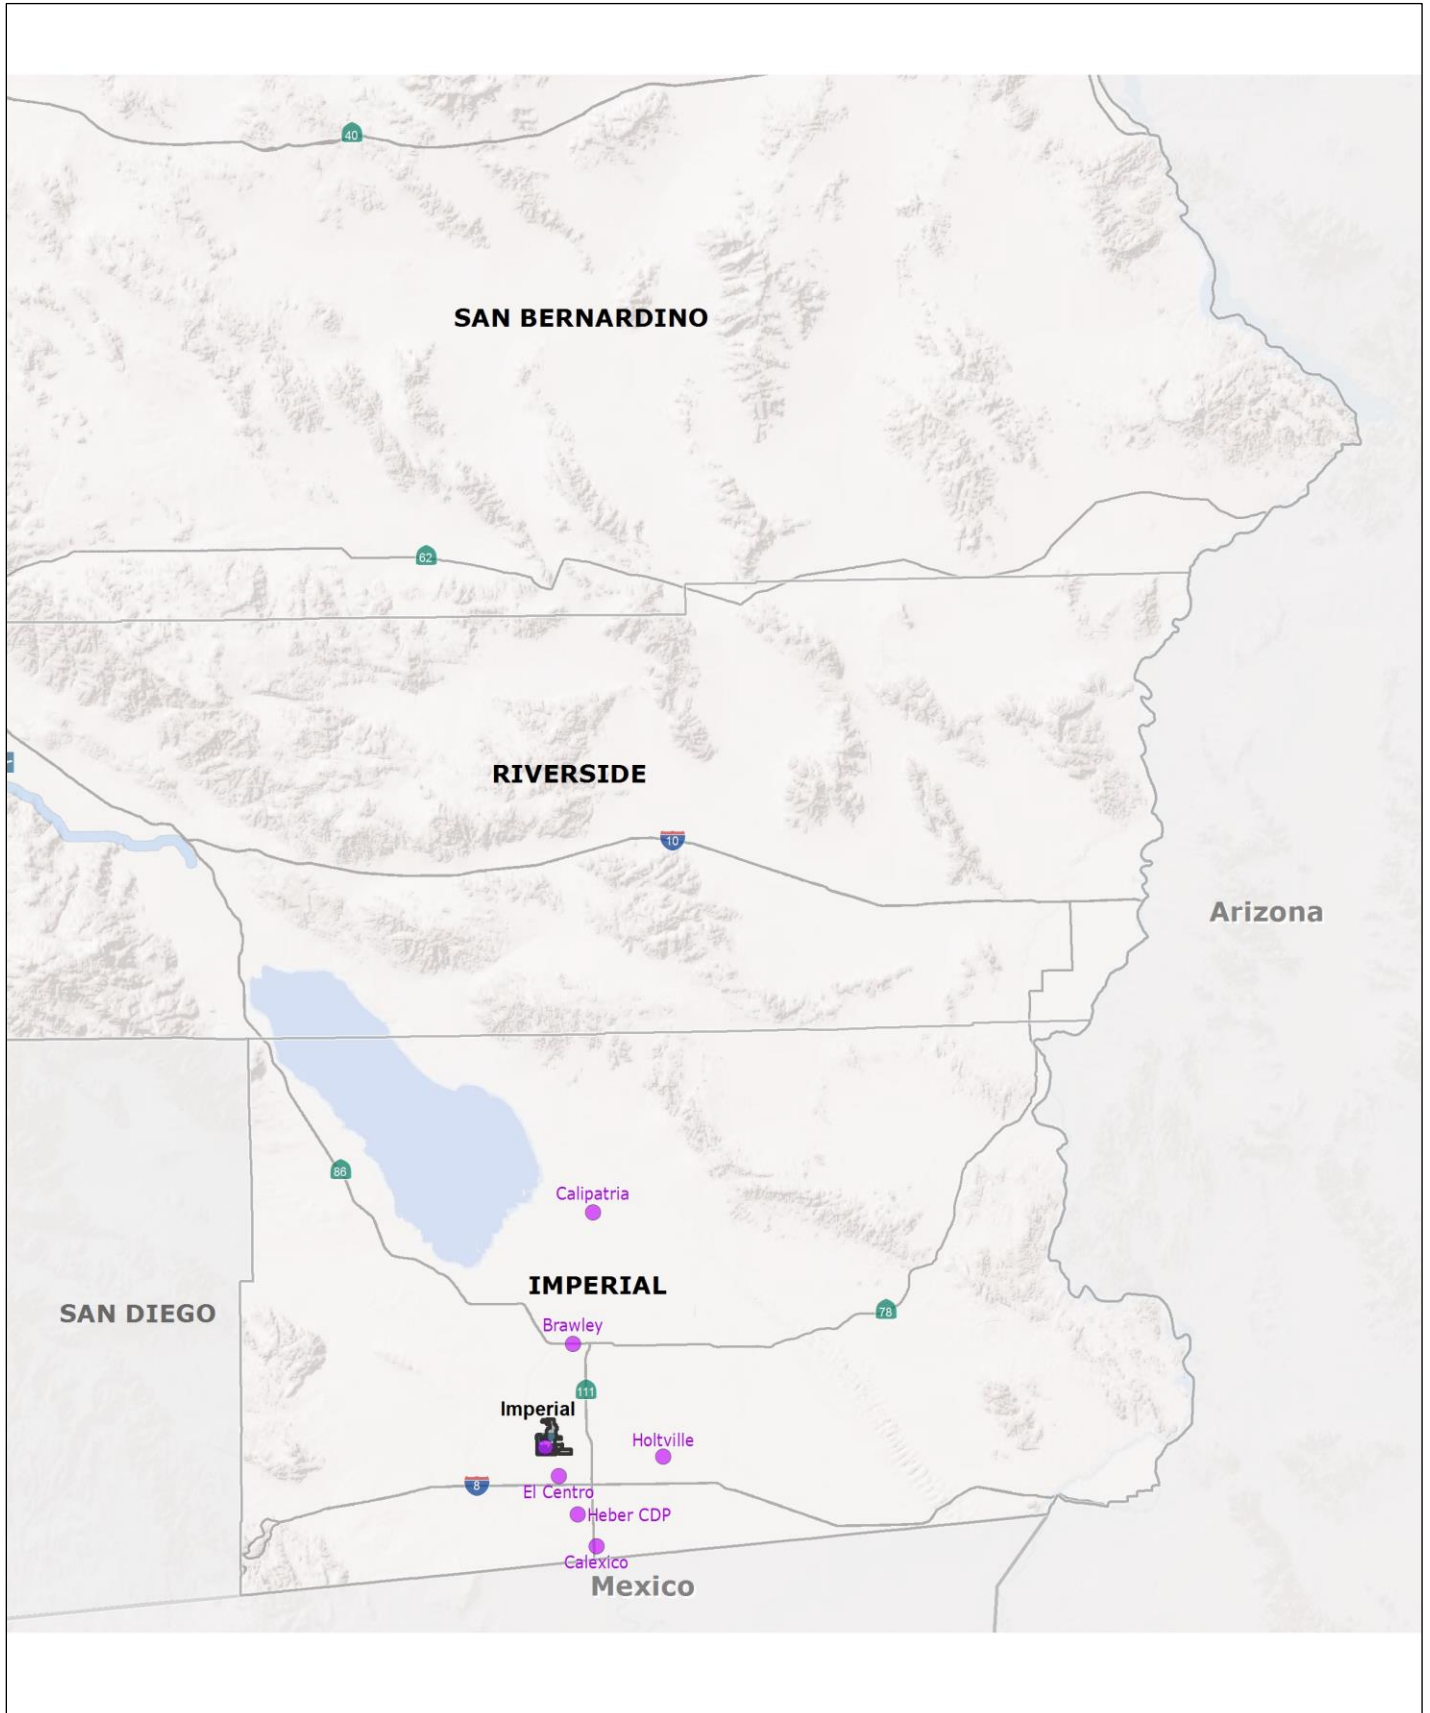 40
SAN BERNARDINO
62
RIVERSIDE
10
Arizona
86
Calipatria
IMPERIAL
78
SAN DIEGO
Brawley
111
Imperial
Holtville
8
El Centro
Heber CDP
Calexico
Mexico